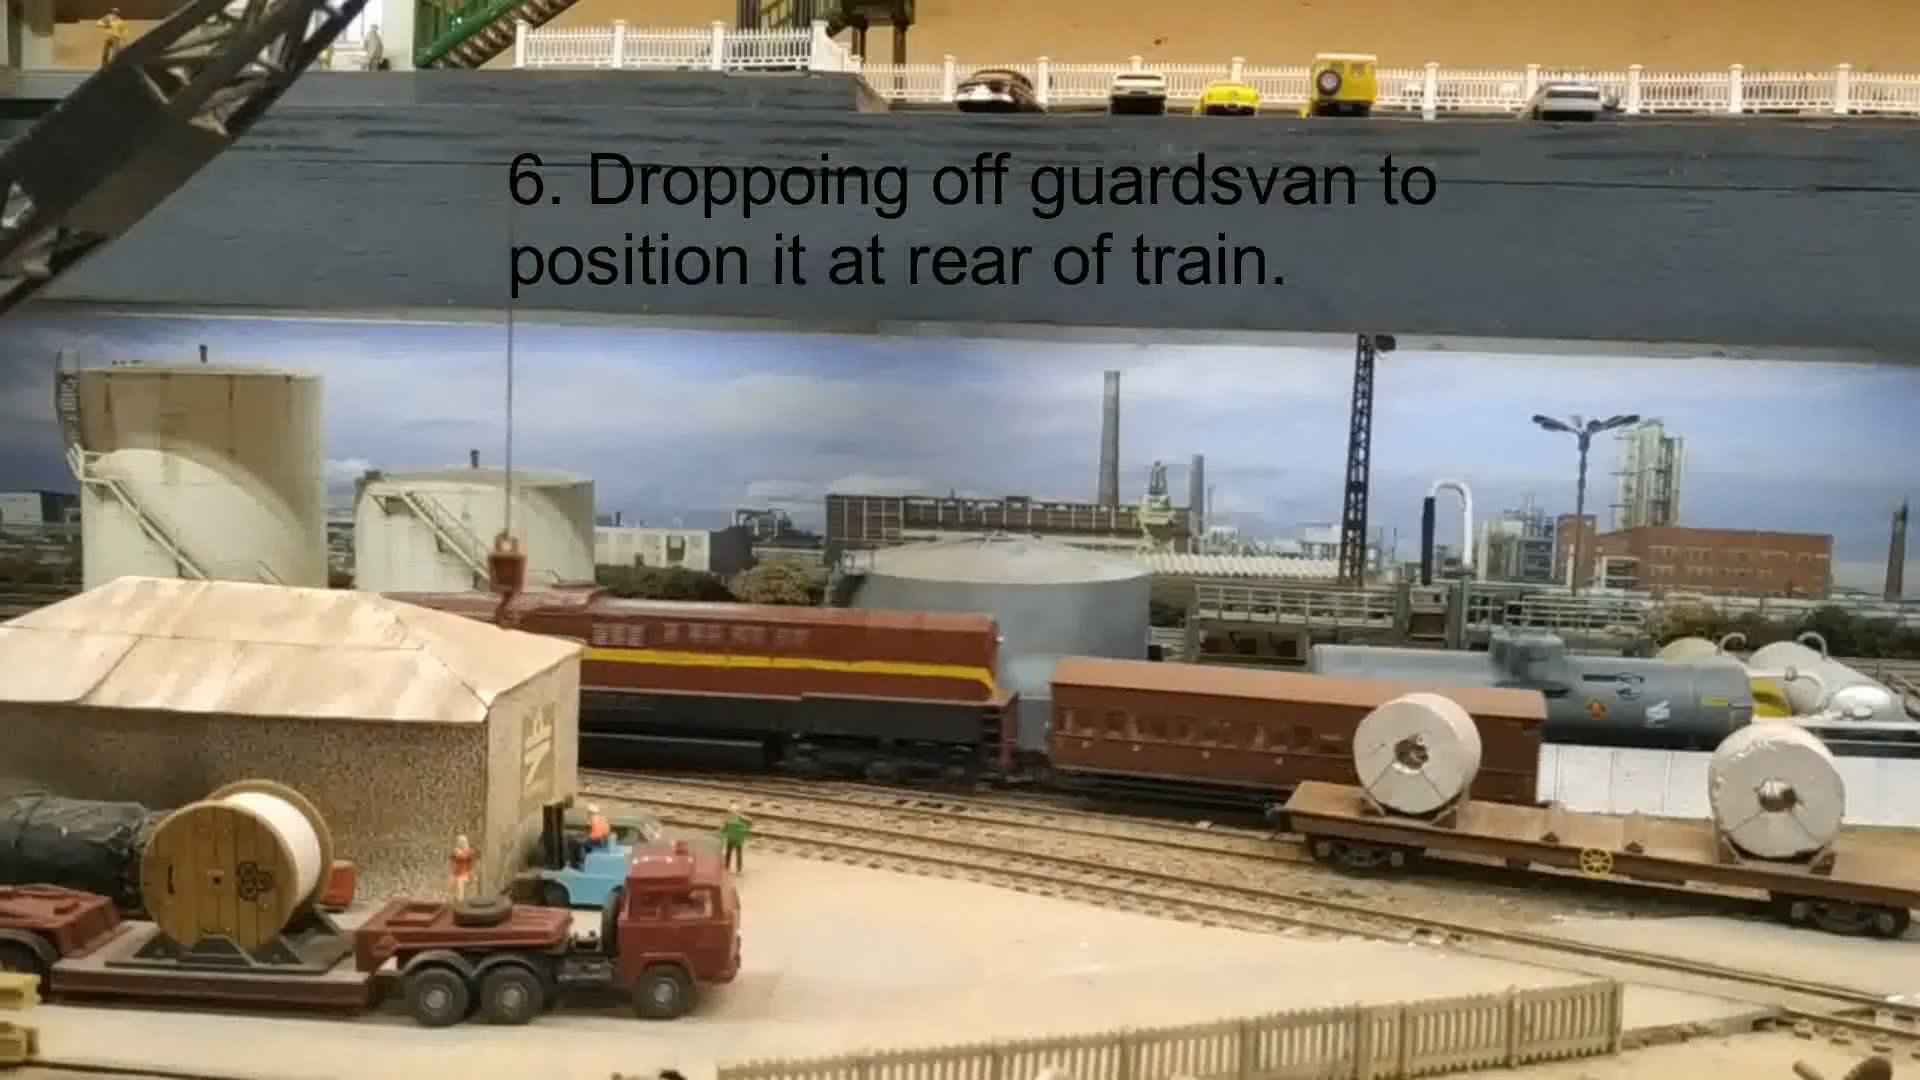 6. Droppoing off guardsvan to
position it at rear of train.